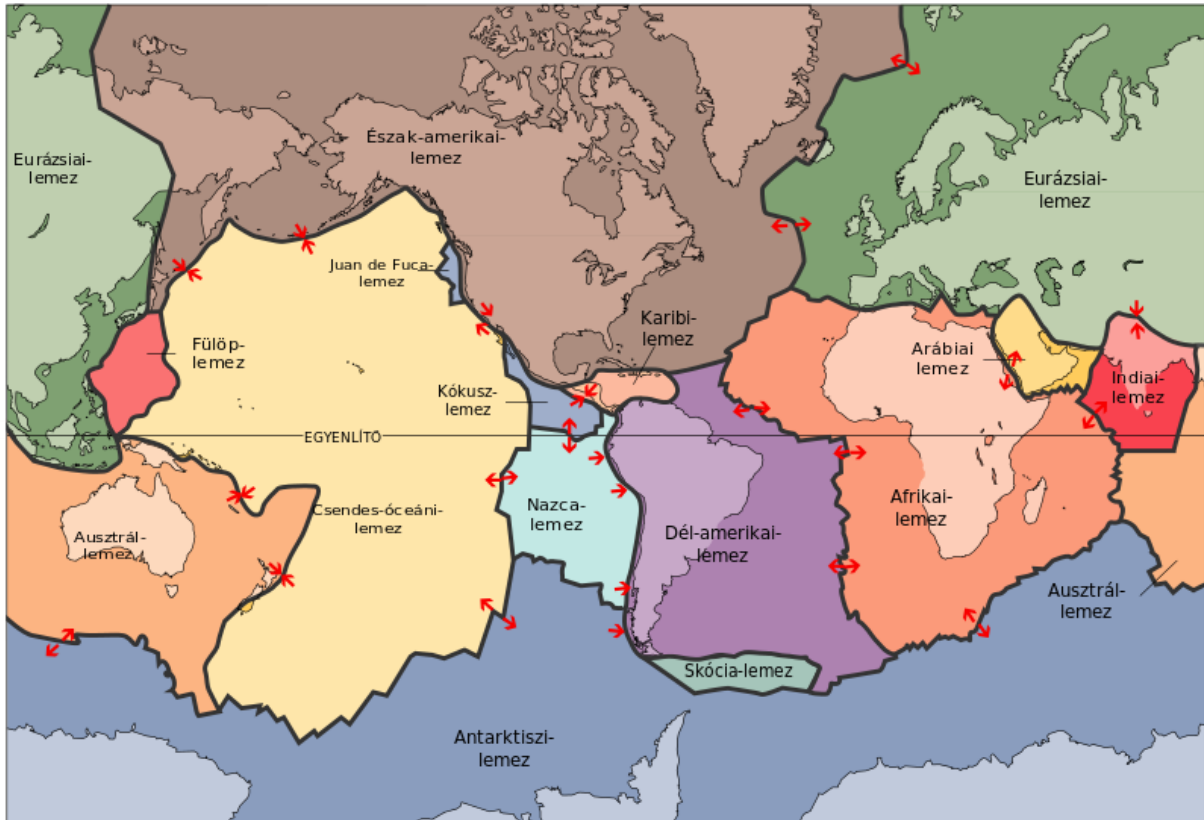 Észak-amerikai-
lemez
Eurázsiai-
lemez
Eurázsiai-
lemez
Juan de Fuca-
lemez
Karibi-
lemez
Fülöp-
lemez
Arábiai
lemez
Indiai-
lemez
Kókusz-
lemez
EGYENLÍTŐ
Csendes-óceáni-
lemez
Nazca-
lemez
Afrikai-
lemez
Ausztrál-
lemez
Dél-amerikai-
lemez
Ausztrál-
lemez
Skócia-lemez
Antarktiszi-
lemez